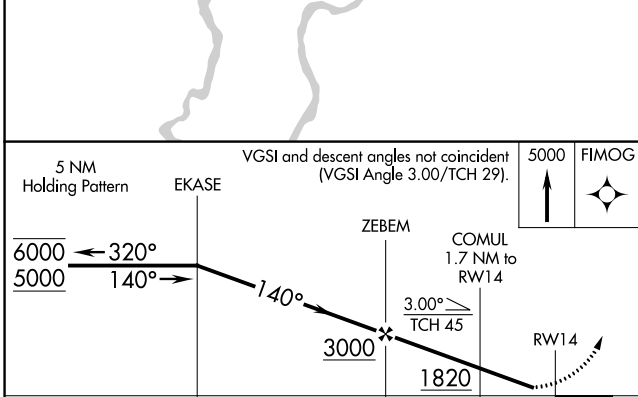 5 NM
Holding Pattern
EKASE
VGSI and descent angles not coincident
(VGSI Angle 3.00/TCH 29).
5000
FIMOG
ZEBEM
COMUL
1.7 NM to
RW14
6000
320°
5000
140°
140°
3.00°
TCH 45
3000
1820
RW14